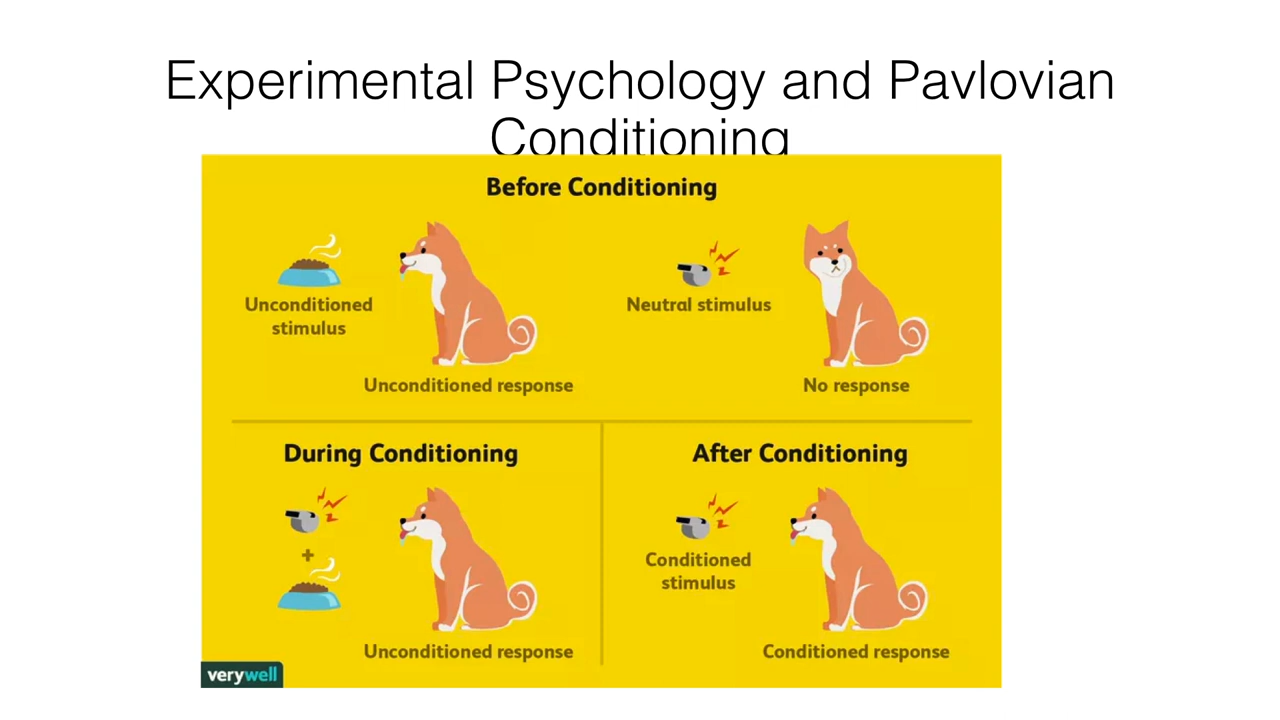 Experimental Psychology and Pavlovian
Conditioning
Before Conditioning
Unconditioned
stimulus
Unconditioned response
Neutral stimulus
No response
During Conditioning
+
Unconditioned response
After Conditioning
Conditioned
stimulus
Conditioned response
verywell